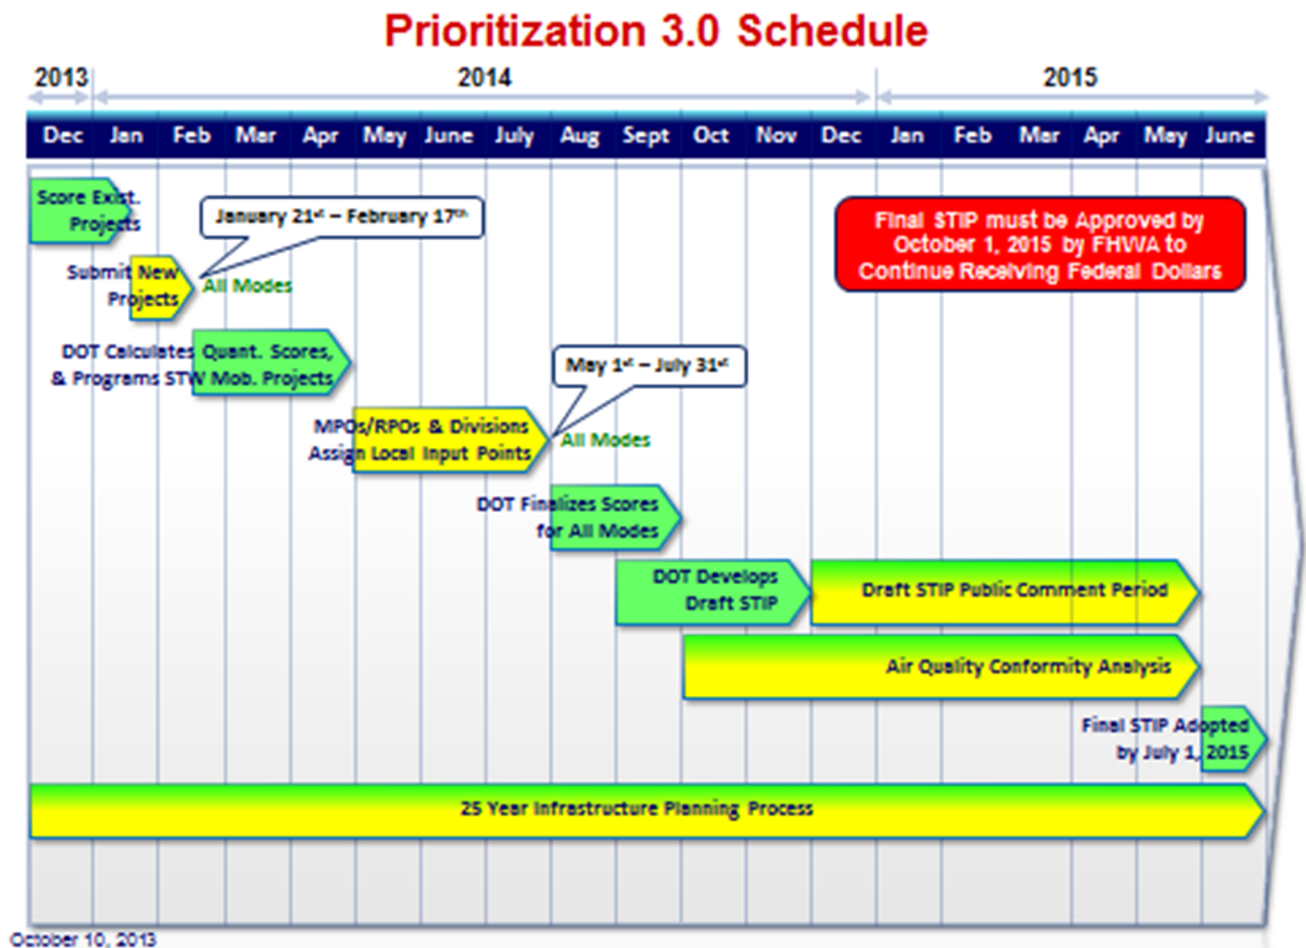 Prioritization 3.0 Schedule
2013 2014 2015
Dec Jan Feb Mar Apr May June July Aug Sept Oct Nov Dec Jan Feb Mar Apr May June
Score Exist.
Projects
January 21st – February 17th
Final STIP must be Approved by
October 1, 2015 by FHWA to
Continue Receiving Federal Dollars
Submit New
Projects
All Modes
DOT Calculates Quant. Scores,
& Programs STW Mob. Projects
May 1st – July 31st
MPOs/RPOs & Divisions
Assign Local Input Points
All Modes
DOT Finalizes Scores
for All Modes
DOT Develops
Draft STIP
Draft STIP Public Comment Period
Air Quality Conformity Analysis
Final STIP Adopted
by July 1, 2015
25 Year Infrastructure Planning Process
October 10, 2013